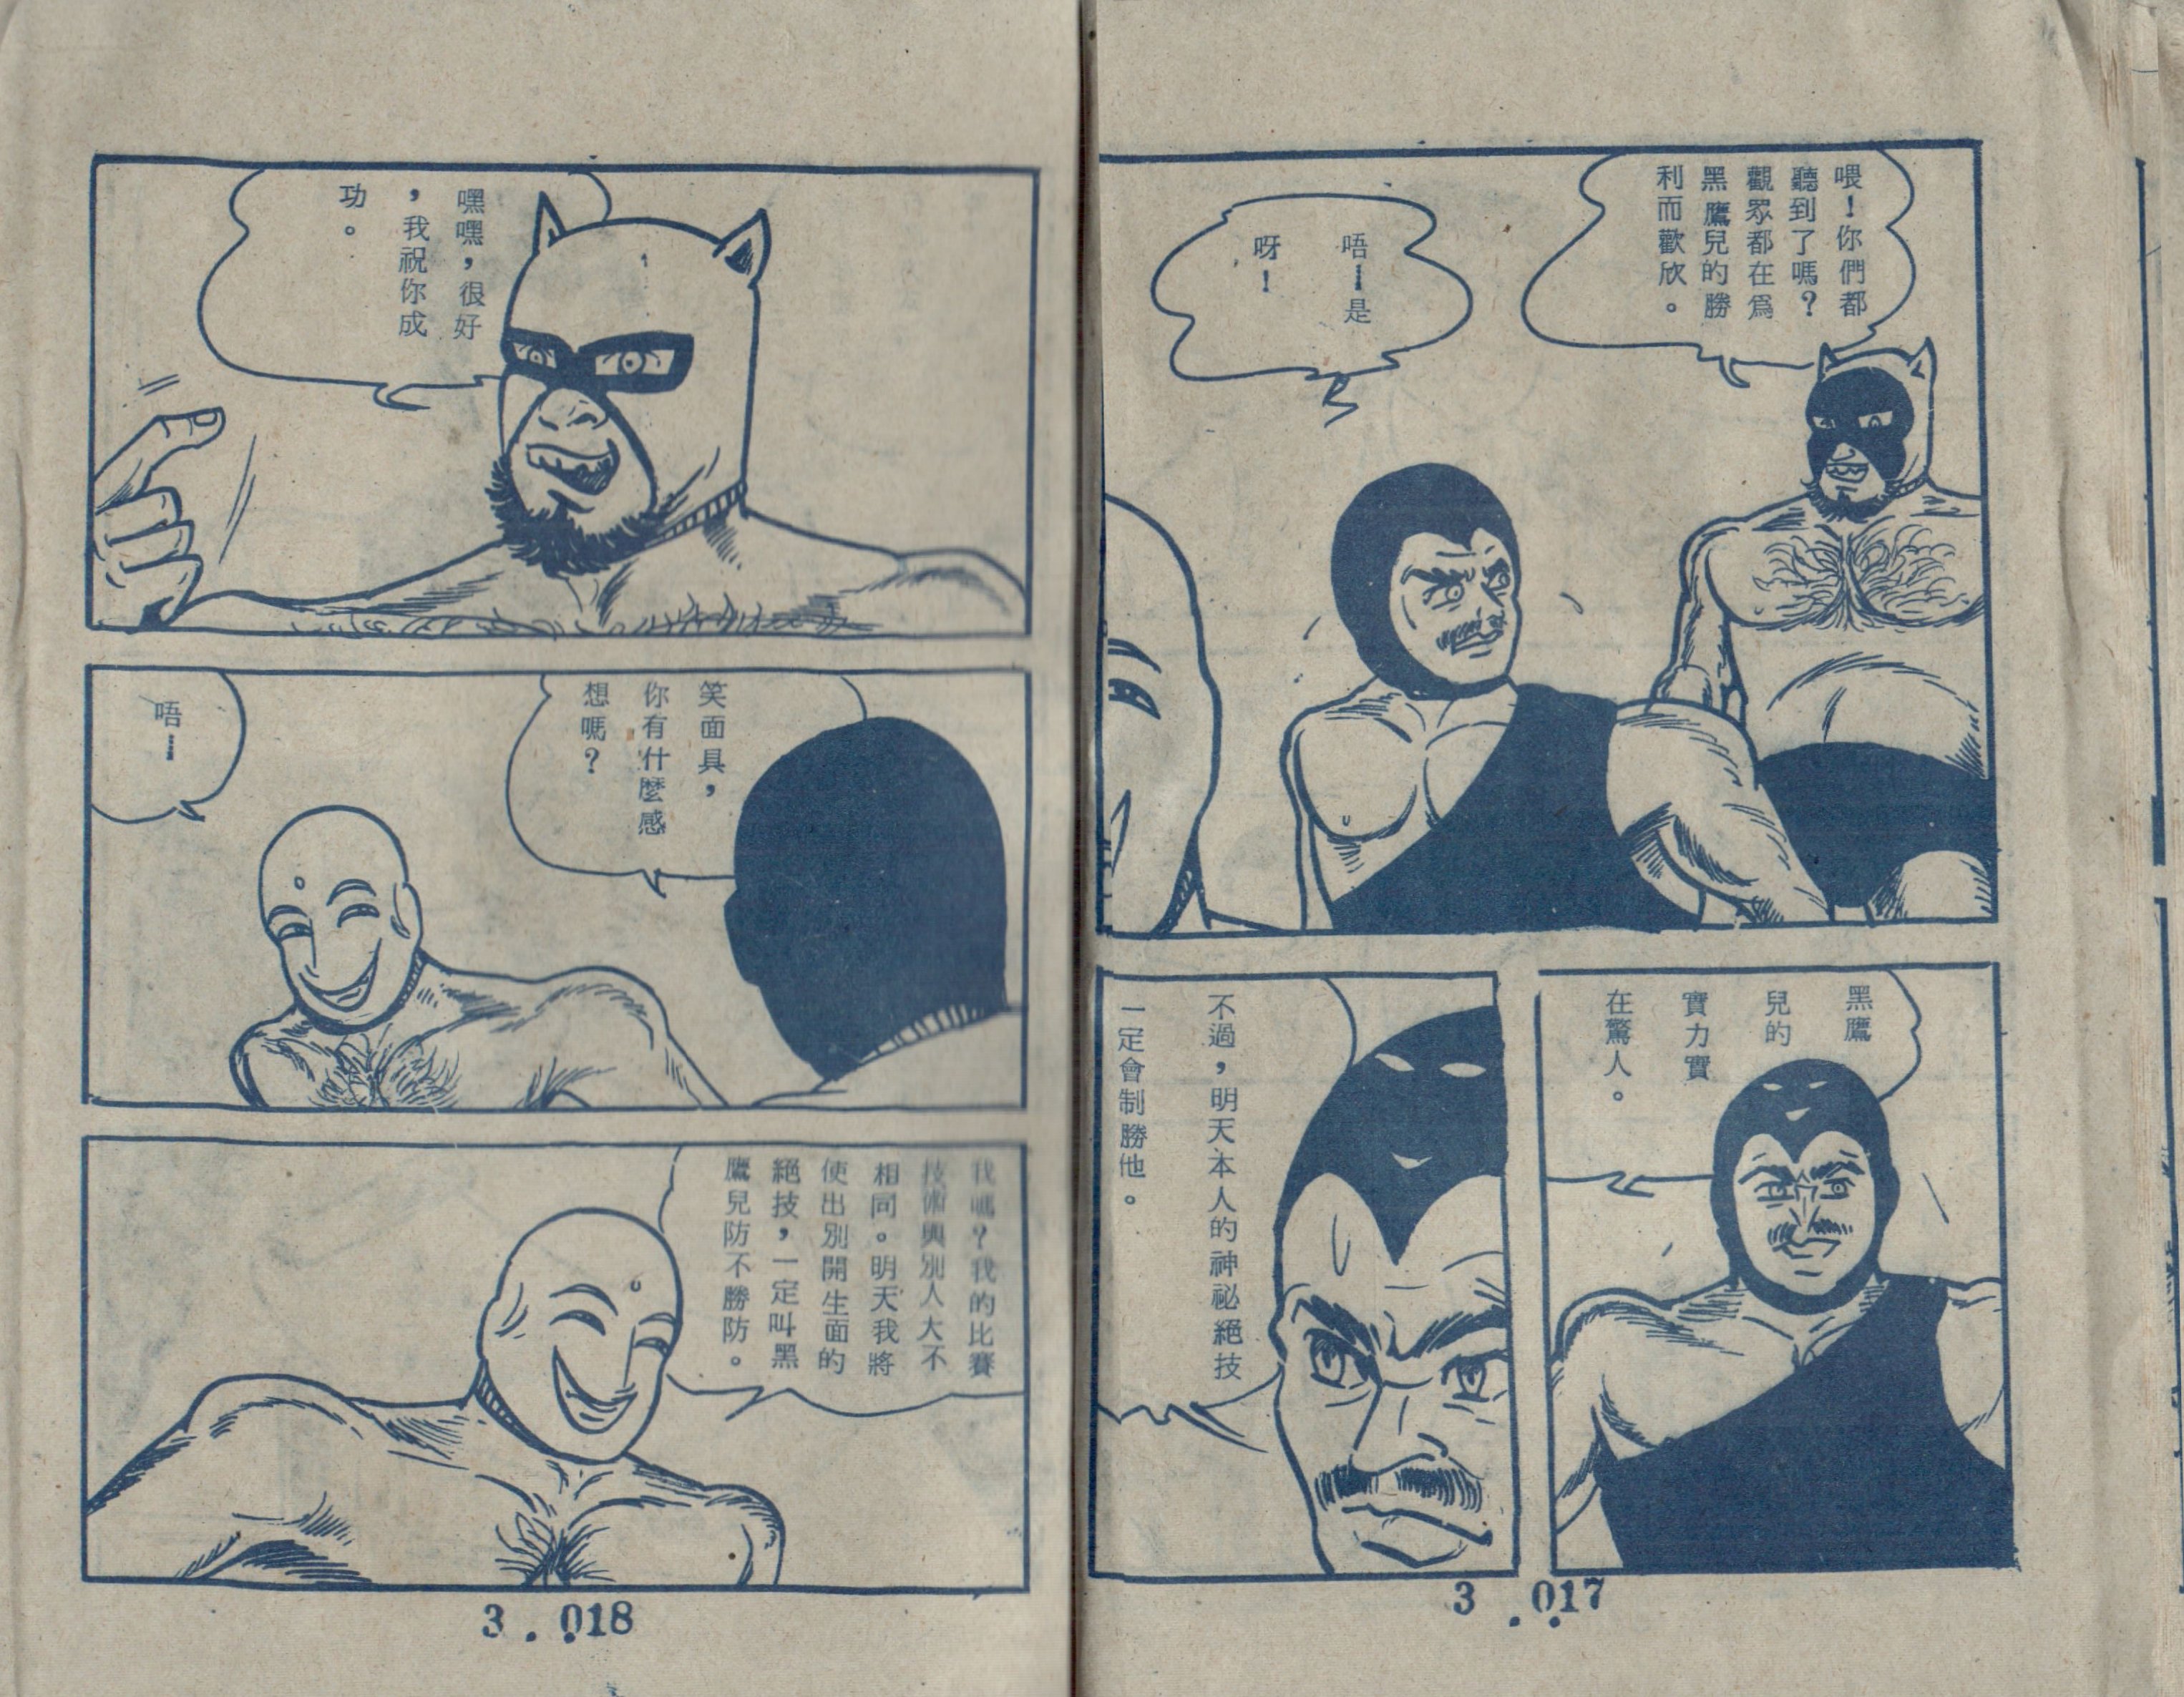 喂！你們都
聽到了嗎？
觀眾都在爲
黑鷹兒的勝
利而歡欣。
唔ー是
呀！
黑鷹
兒的
實力實
在驚人。
不過，明天本人的神祕絕技
一定會制勝他。
3.017
嘿嘿，很好
，我祝你成
功。
笑面具，
你有什麼感
想嗎？
唔ー
我嗎？我的比賽
技術與別人大不
相同。明天我將
使出別開生面的
絕技，一定叫黑
鷹兒防不勝防。
3.018